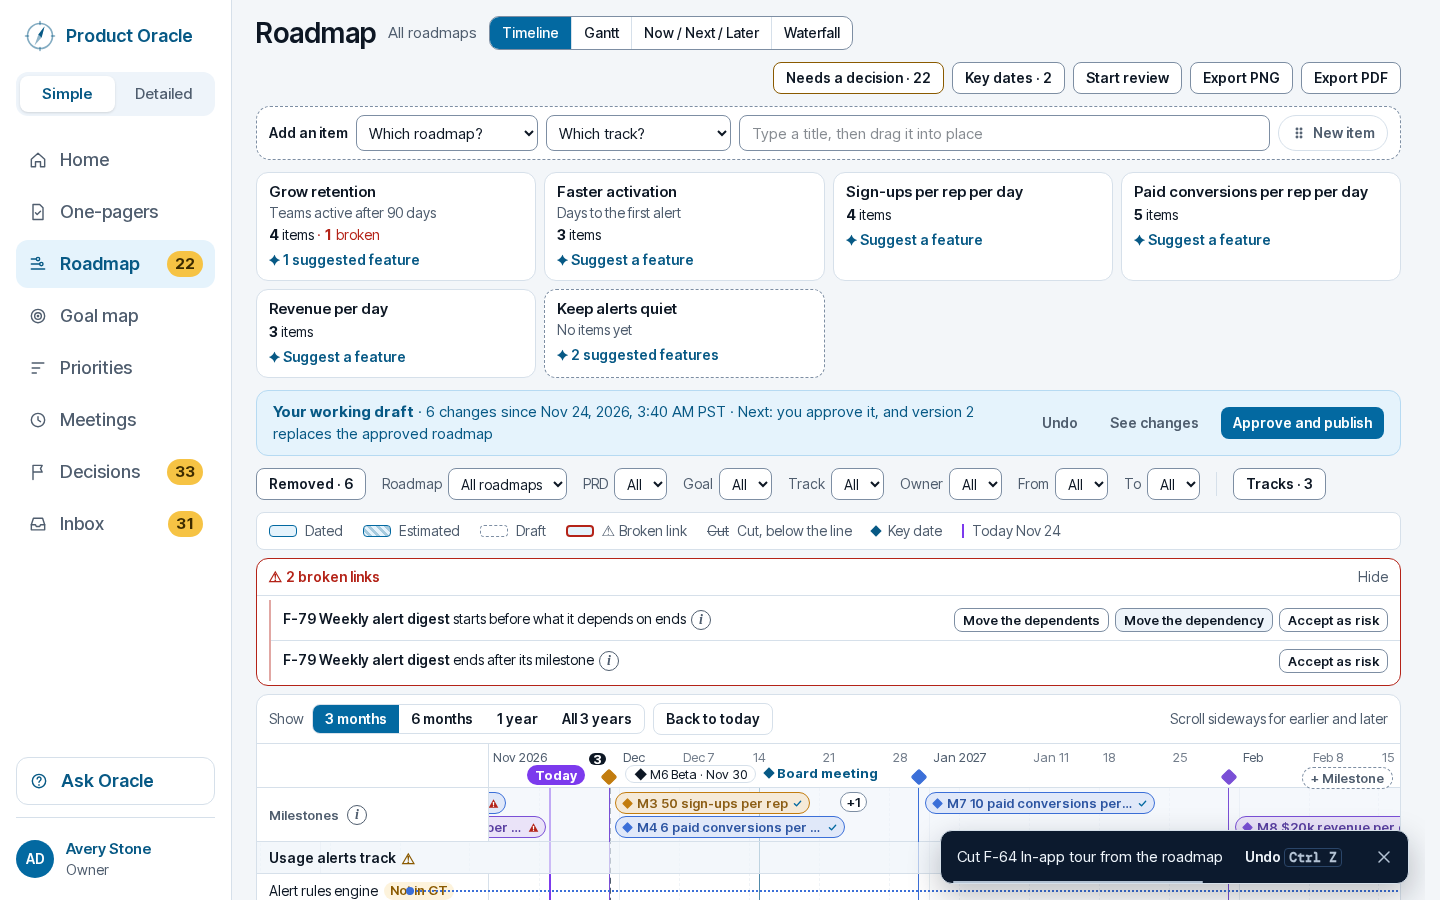 Product Oracle
Simple
Detailed
Home
One-pagers
Roadmap
22
Goal map
Priorities
Meetings
Decisions
33
Inbox
31
Ask Oracle
AD
Avery Stone
Owner
Roadmap
All roadmaps
Timeline
Gantt
Now / Next / Later
Waterfall
Needs a decision · 22
Key dates · 2
Start review
Export PNG
Export PDF
Add an item
Which roadmap?
Which track?
Type a title, then drag it into place
New item
Grow retention
Teams active after 90 days
4 items · 1 broken
✦ 1 suggested feature
Faster activation
Days to the first alert
3 items
✦ Suggest a feature
Sign-ups per rep per day
4 items
✦ Suggest a feature
Paid conversions per rep per day
5 items
✦ Suggest a feature
Revenue per day
3 items
✦ Suggest a feature
Keep alerts quiet
No items yet
✦ 2 suggested features
Your working draft · 6 changes since Nov 24, 2026, 3:40 AM PST · Next: you approve it, and version 2
replaces the approved roadmap
Undo
See changes
Approve and publish
Removed · 6
Roadmap
All roadmaps
PRD
All
Goal
All
Track
All
Owner
All
From
All
To
All
Tracks · 3
Dated
Estimated
Draft
⚠ Broken link
Cut
Cut, below the line
Key date
Today Nov 24
⚠ 2 broken links
Hide
F-79 Weekly alert digest starts before what it depends on ends
i
Move the dependents
Move the dependency
Accept as risk
F-79 Weekly alert digest ends after its milestone
i
Accept as risk
Show
3 months
6 months
1 year
All 3 years
Back to today
Scroll sideways for earlier and later
Nov 2026
3
Dec
Dec 7
14
21
28
Jan 2027
Jan 11
18
25
Feb
Feb 8
15
Today
M6 Beta · Nov 30
Board meeting
+ Milestone
Milestones
i
M3 50 sign-ups per rep
+1
M7 10 paid conversions per…
per …
M4 6 paid conversions per …
M8 $20k revenue per
Usage alerts track ⚠
Cut F-64 In-app tour from the roadmap
Undo
Ctrl Z
Alert rules engine
Not in GT